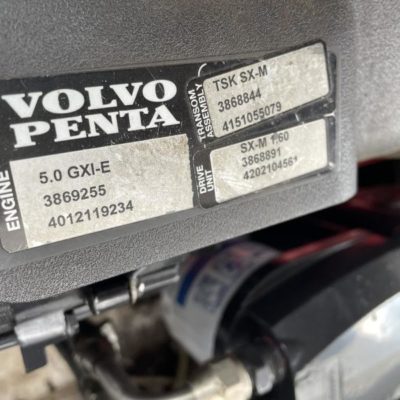 VOLVO
PENTA
ENGINE
5.0 GXI-E
3869255
4012119234
TRANSOM
ASSEMBLY
TSK SX-M
3868844
4151055079
DRIVE
UNIT
SX-M 1.60
3868891
4202104561